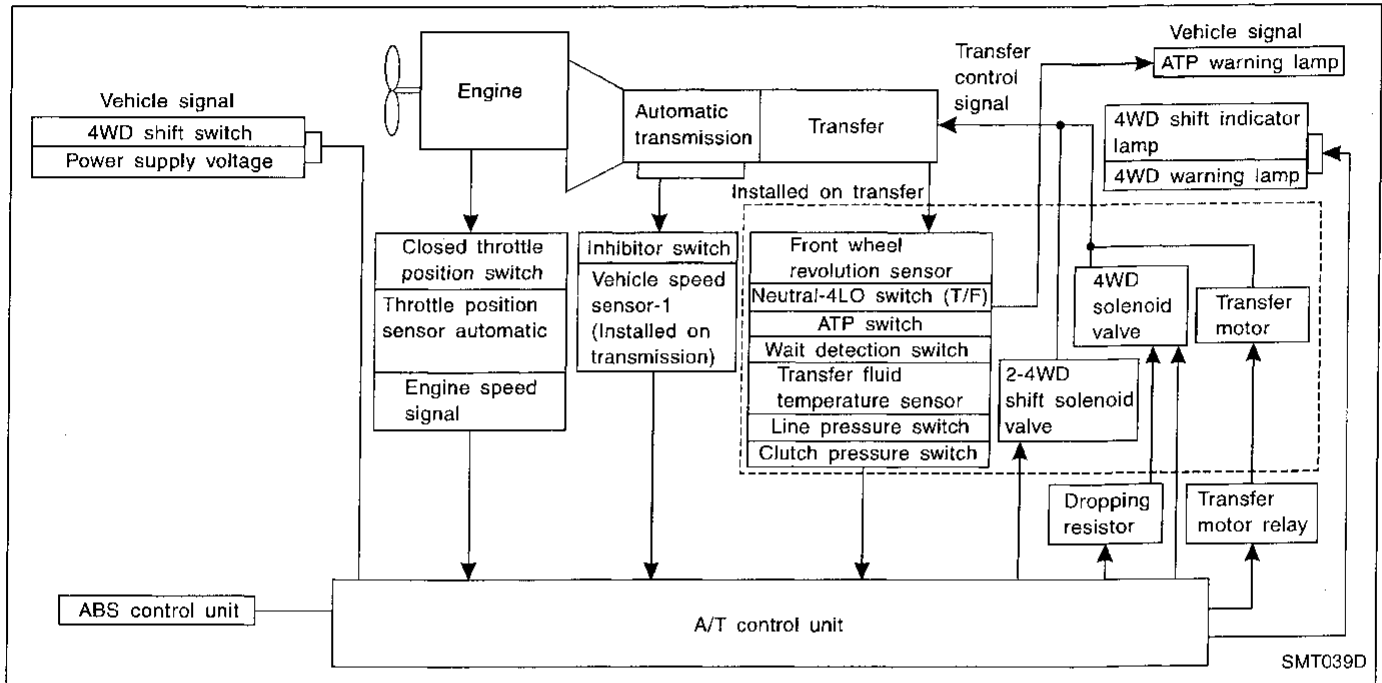 Vehicle signal
4WD shift switch
Power supply voltage
Engine
Automatic
transmission
Transfer
Transfer
control
signal
Vehicle signal
ATP warning lamp
4WD shift indicator
lamp
4WD warning lamp
Installed on transfer
Closed throttle
position switch
Throttle position
sensor automatic
Engine speed
signal
Inhibitor switch
Vehicle speed
sensor-1
(Installed on
transmission)
Front wheel
revolution sensor
Neutral-4LO switch (T/F)
ATP switch
Wait detection switch
Transfer fluid
temperature sensor
Line pressure switch
Clutch pressure switch
2-4WD
shift solenoid
valve
4WD
solenoid
valve
Transfer
motor
Dropping
resistor
Transfer
motor relay
ABS control unit
A/T control unit
SMT039D